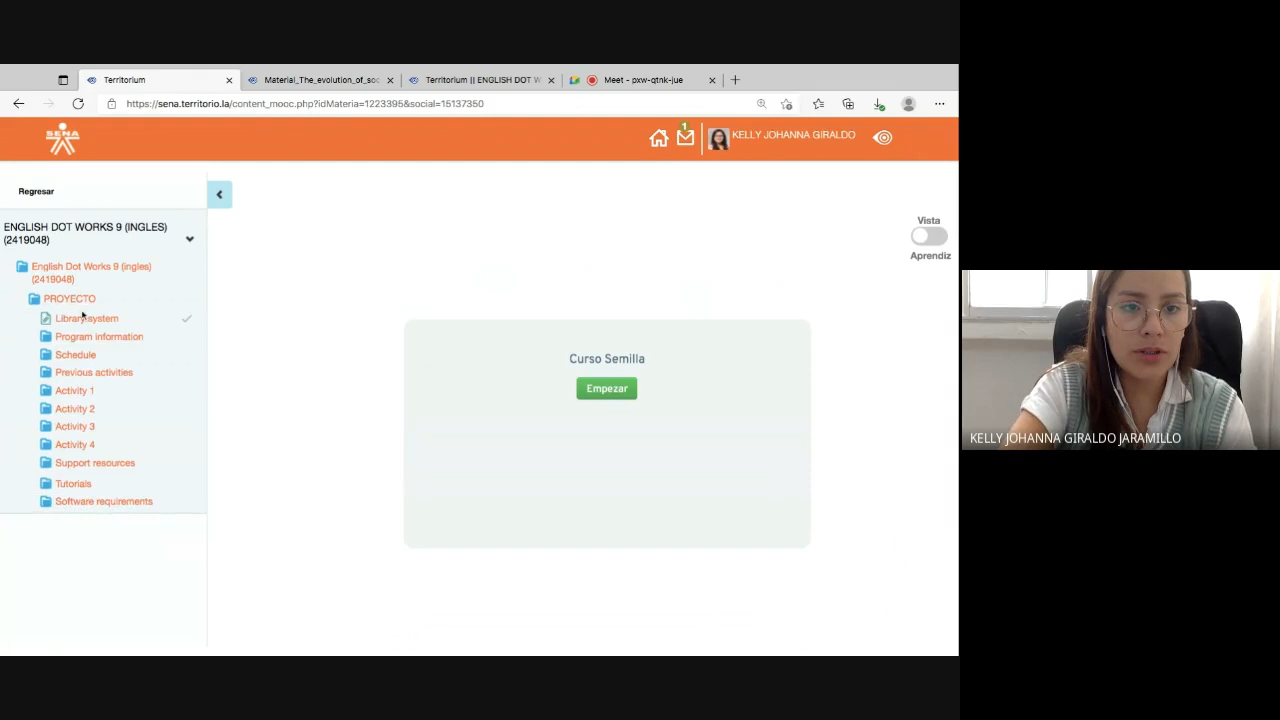 Territorium
Material_The_evolution_of_soc
Territorium || ENGLISH DOT W
Meet - pxw-qtnk-jue
https://sena.territorio.la/content_mooc.php?idMateria=1223395&social=15137350
SENA
1
KELLY JOHANNA GIRALDO
Regresar
ENGLISH DOT WORKS 9 (INGLES)
(2419048)
English Dot Works 9 (ingles)
(2419048)
PROYECTO
Library system
Program information
Schedule
Previous activities
Activity 1
Activity 2
Activity 3
Activity 4
Support resources
Tutorials
Software requirements
Vista
Aprendiz
Curso Semilla
Empezar
KELLY JOHANNA GIRALDO JARAMILLO